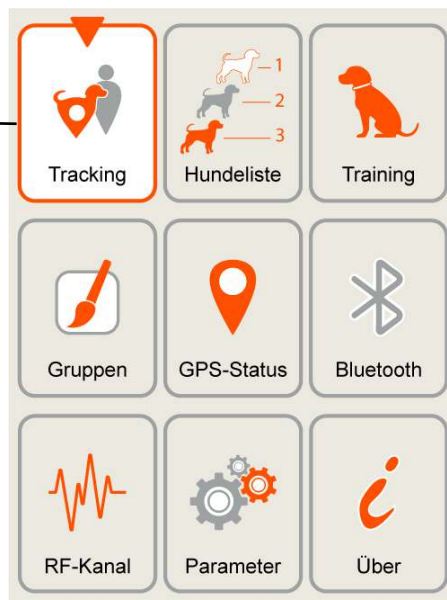 1
2
3
Tracking Hundeliste Training
Gruppen GPS-Status Bluetooth
RF-Kanal Parameter Über